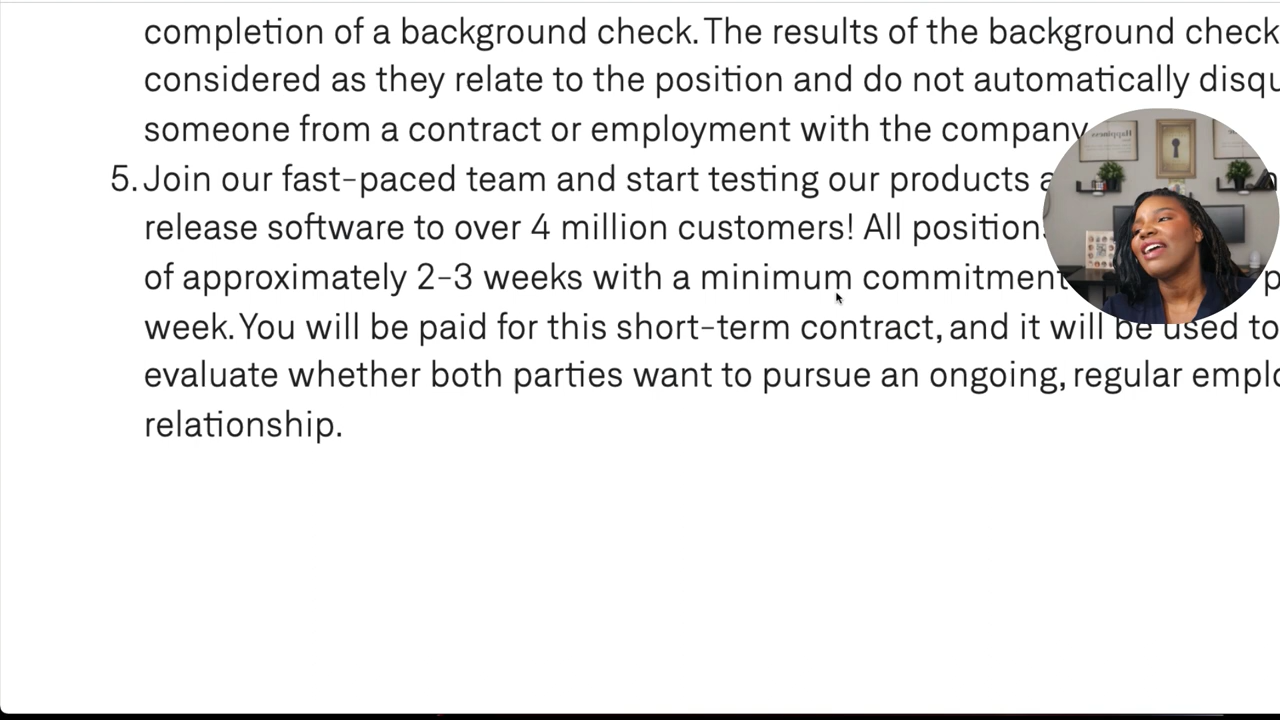 completion of a background check. The results of the background check
considered as they relate to the position and do not automatically
someone from a contract or employment with the company
5. Join our fast-paced team and start testing our products
release software to over 4 million customers! All
of approximately 2-3 weeks with a minimum commitment
week. You will be paid for this short-term contract, and it will be used to
evaluate whether both parties want to pursue an ongoing, regular
relationship.